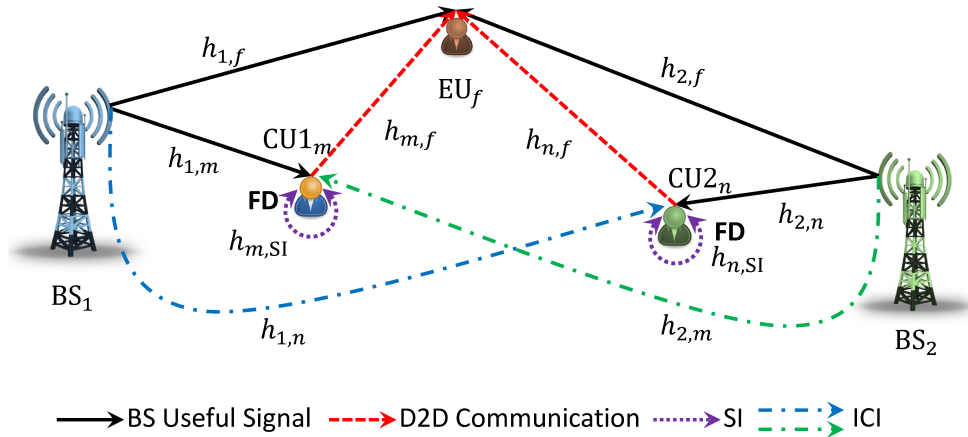 h1,f
h2,f
EUf
CU1m
hm,f
hn,f
h1,m
CU2n
FD
FD
h2,n
hm,SI
hn,SI
BS1
h1,n
h2,m
BS2
BS Useful Signal D2D Communication SI ICI